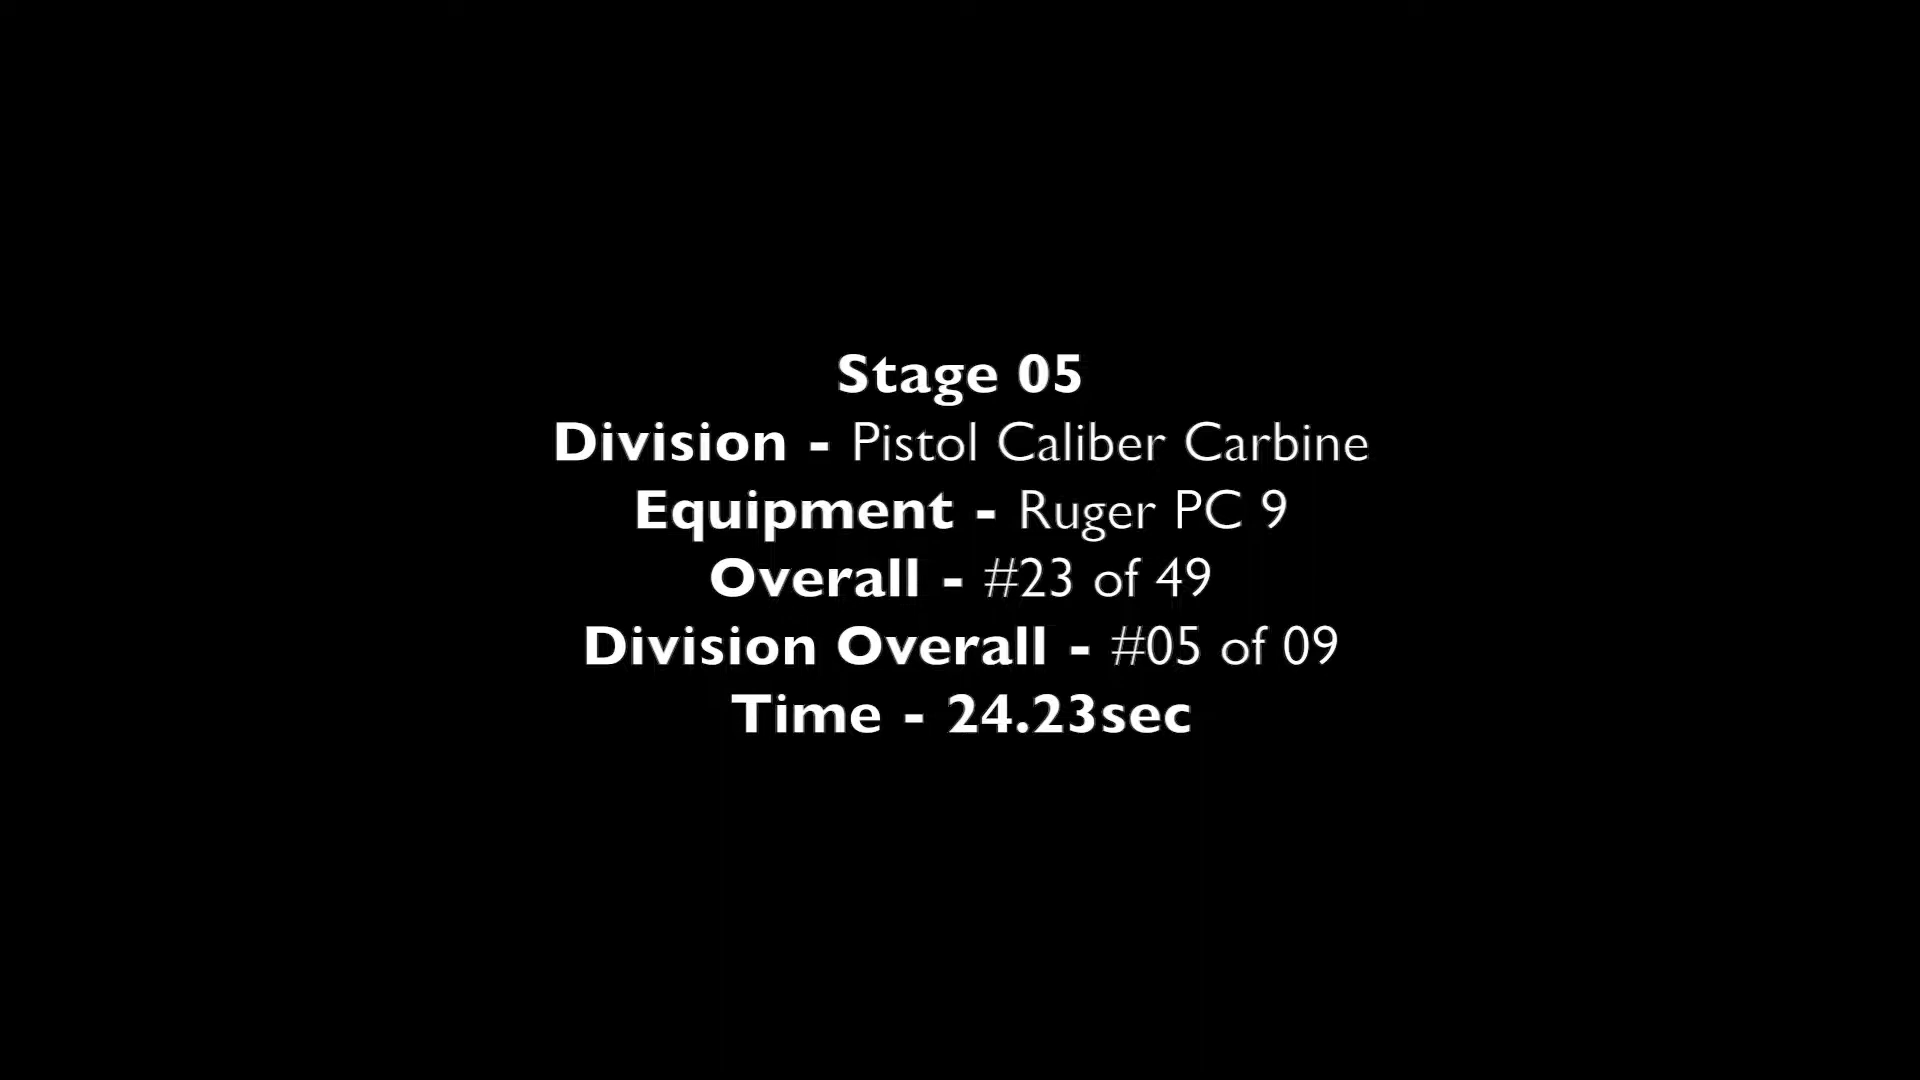 Stage 05
Division - Pistol Caliber Carbine
Equipment - Ruger PC 9
Overall - #23 of 49
Division Overall - #05 of 09
Time - 24.23sec